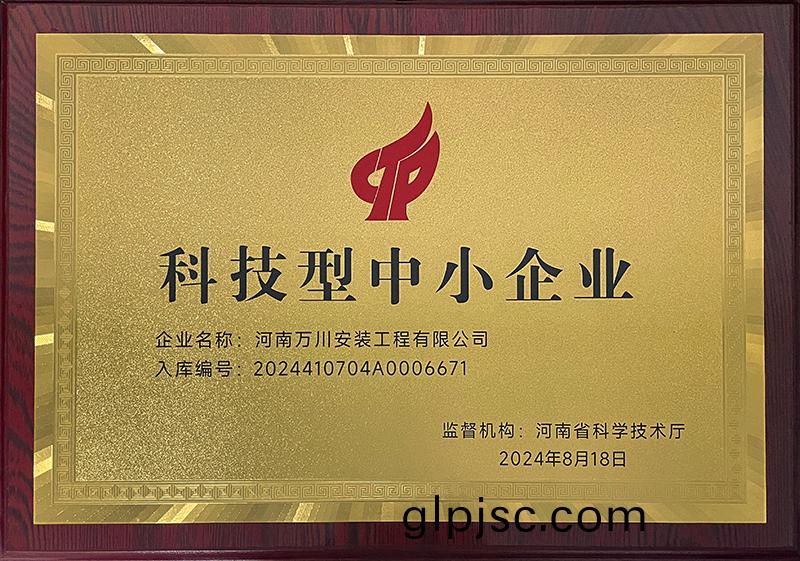 科技型中小企业
企业名称：河南万川安装工程有限公司
入库编号：2024410704A0006671
监督机构：河南省科学技术厅
2024年8月18日
glpjsc.com